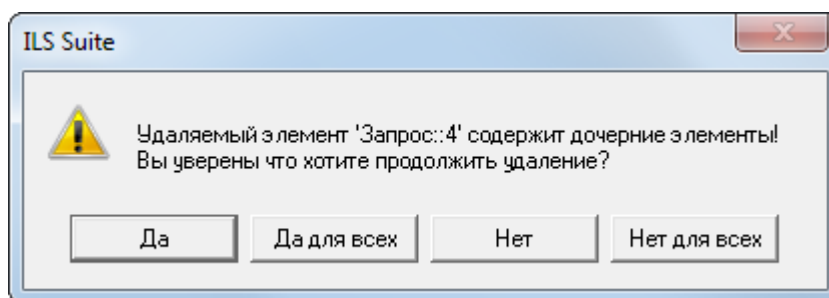 ILS Suite
Удаляемый элемент 'Запрос::4' содержит дочерние элементы!
Вы уверены что хотите продолжить удаление?
Да
Да для всех
Нет
Нет для всех